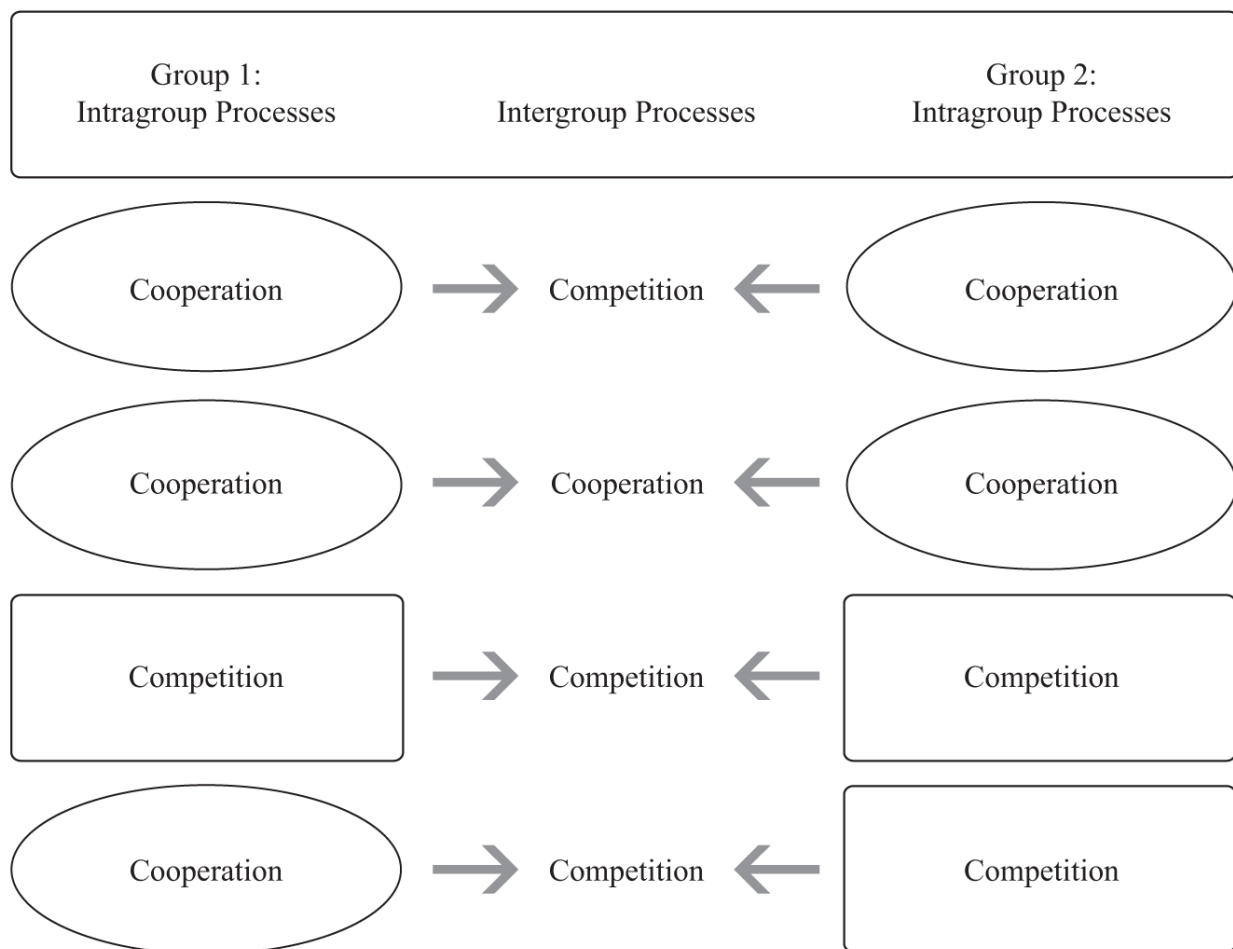 Group 1:
Intragroup Processes
Intergroup Processes
Group 2:
Intragroup Processes
Cooperation
Competition
Cooperation
Cooperation
Cooperation
Cooperation
Competition
Competition
Competition
Cooperation
Competition
Competition